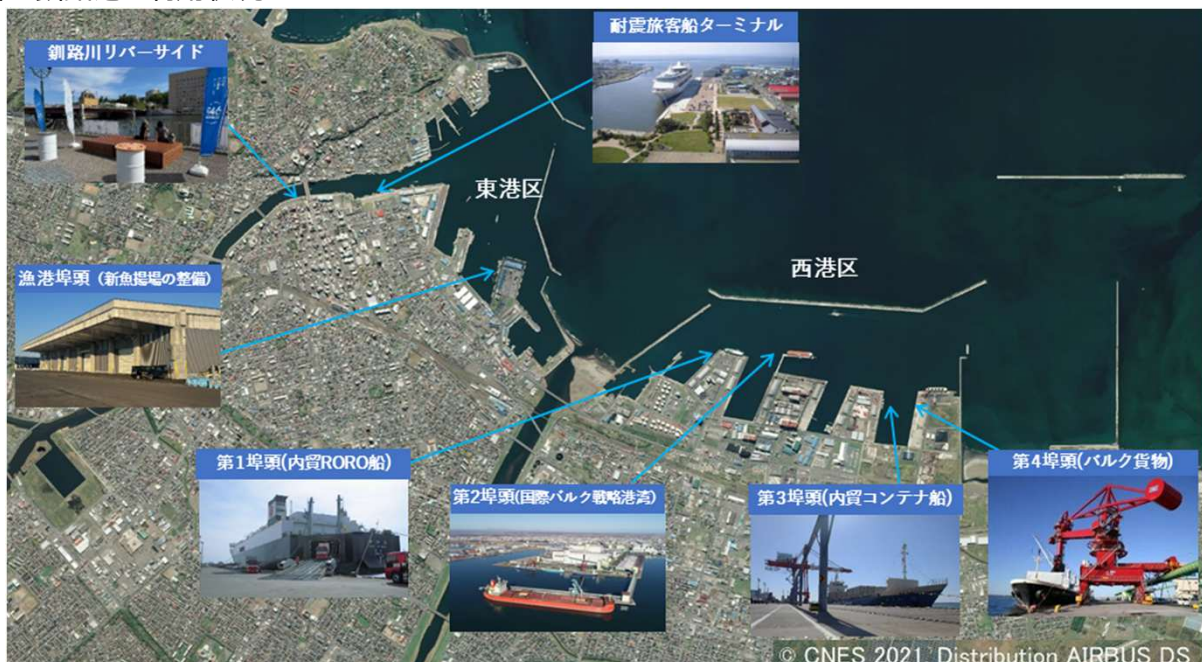 釧路川リバーサイド
耐震旅客船ターミナル
東港区
西港区
漁港埠頭（新魚揚場の整備）
第1埠頭(内貿RORO船)
第2埠頭(国際バルク戦略港湾)
第3埠頭(内貿コンテナ船)
第4埠頭(バルク貨物)
© CNES 2021, Distribution AIRBUS DS